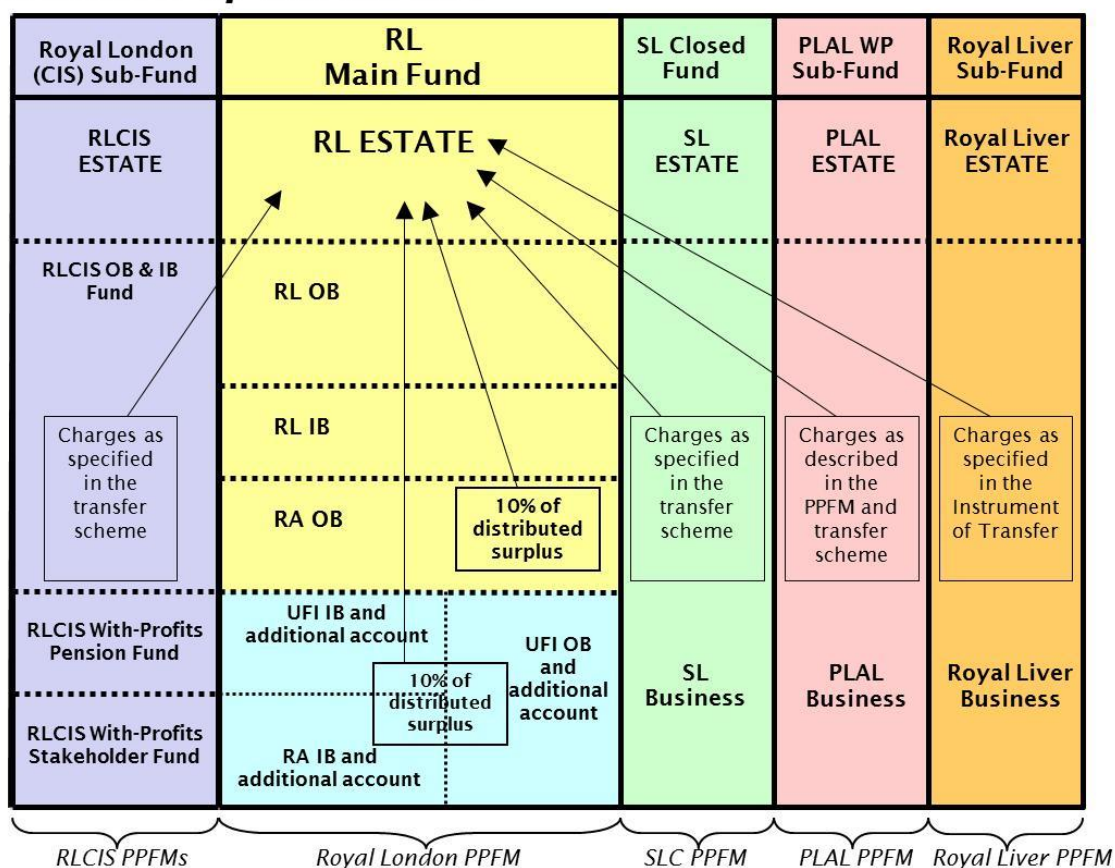 Royal London
(CIS) Sub-Fund
RL
Main Fund
SL Closed
Fund
PLAL WP
Sub-Fund
Royal Liver
Sub-Fund
RLCIS
ESTATE
RL ESTATE
SL
ESTATE
PLAL
ESTATE
Royal Liver
ESTATE
RLCIS OB & IB
Fund
RL OB
RL IB
RA OB
Charges as
specified
in the
transfer
scheme
10% of
distributed
surplus
Charges as
specified
in the
transfer
scheme
Charges as
described
in the
PPFM and
transfer
scheme
Charges as
specified
in the
Instrument
of Transfer
RLCIS With-Profits
Pension Fund
RLCIS With-Profits
Stakeholder Fund
UFI IB and
additional account
10% of
distributed
surplus
UFI OB
and
additional
account
RA IB and
additional account
SL
Business
PLAL
Business
Royal Liver
Business
RLCIS PPFMs
Royal London PPFM
SLC PPFM
PLAL PPFM
Royal Liver PPFM